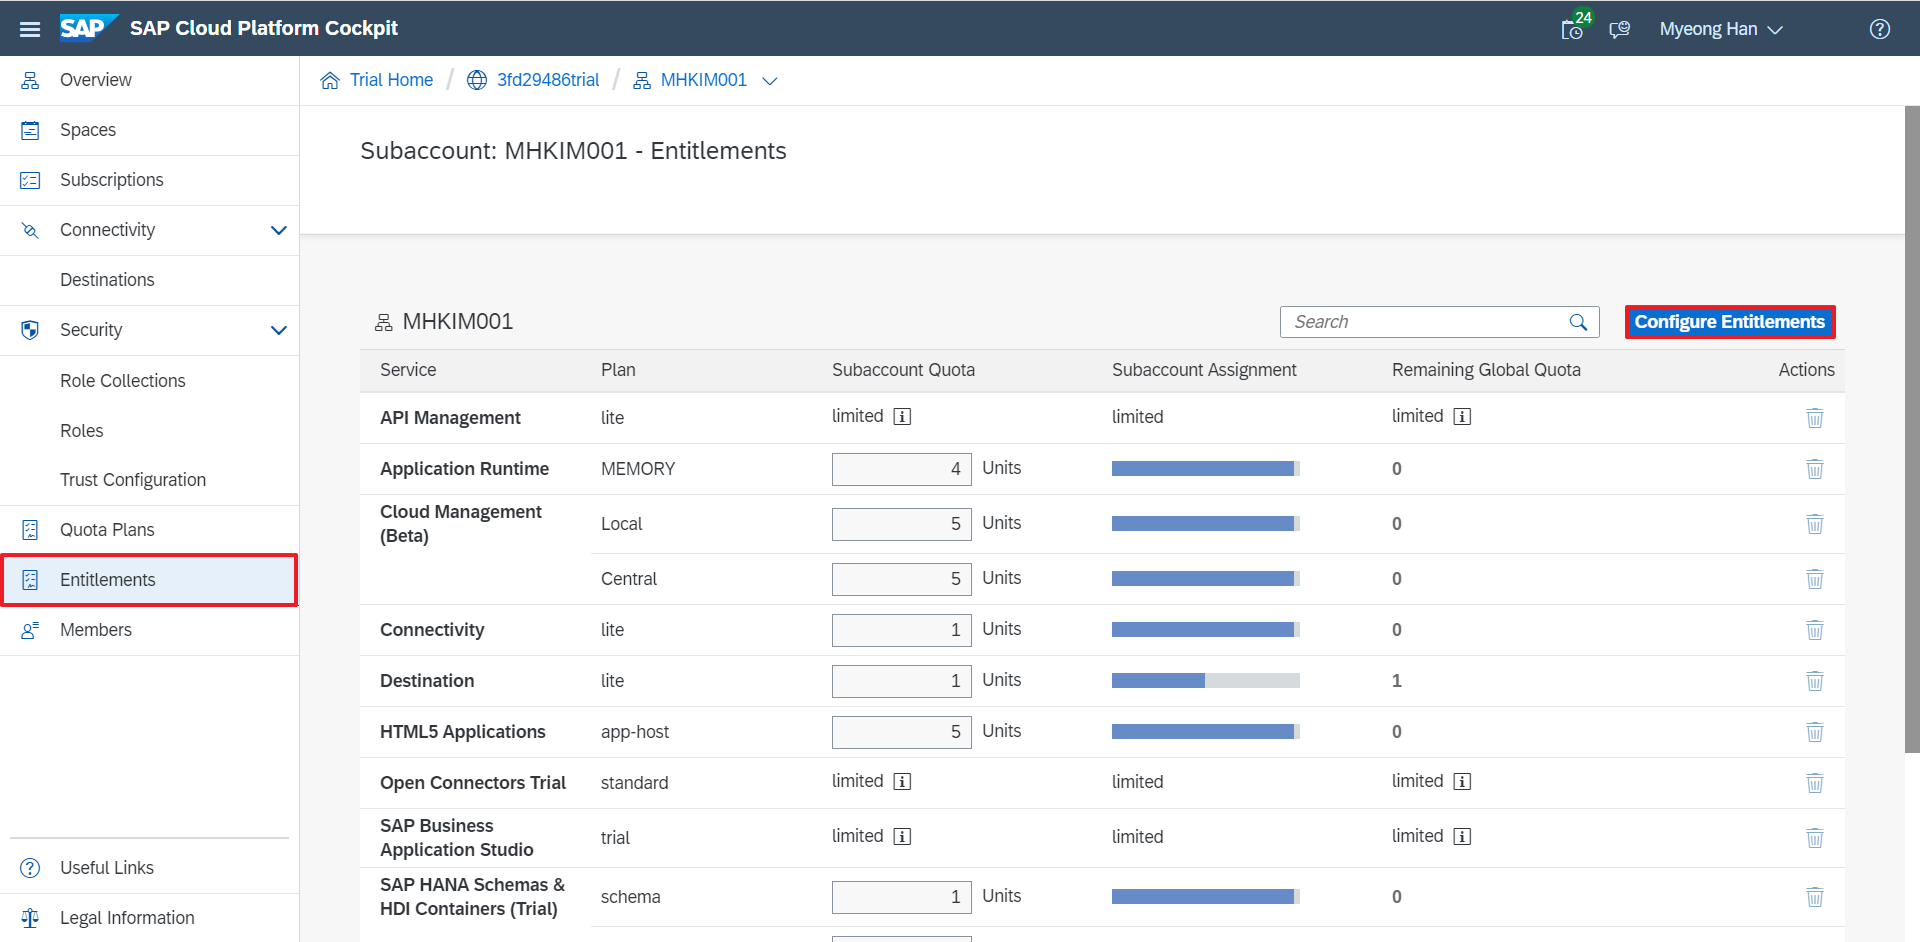 SAP SAP Cloud Platform Cockpit 24 Myeong Han
Overview
Spaces
Subscriptions
Connectivity
Destinations
Security
Role Collections
Roles
Trust Configuration
Quota Plans
Entitlements
Members
Useful Links
Legal Information
Trial Home / 3fd29486trial / MHKIM001
Subaccount: MHKIM001 - Entitlements
MHKIM001 Search Configure Entitlements
Service Plan Subaccount Quota Subaccount Assignment Remaining Global Quota Actions
API Management lite limited limited limited
Application Runtime MEMORY 4 Units 0
Cloud Management
(Beta) Local 5 Units 0
Central 5 Units 0
Connectivity lite 1 Units 0
Destination lite 1 Units 1
HTML5 Applications app-host 5 Units 0
Open Connectors Trial standard limited limited limited
SAP Business
Application Studio trial limited limited limited
SAP HANA Schemas &
HDI Containers (Trial) schema 1 Units 0